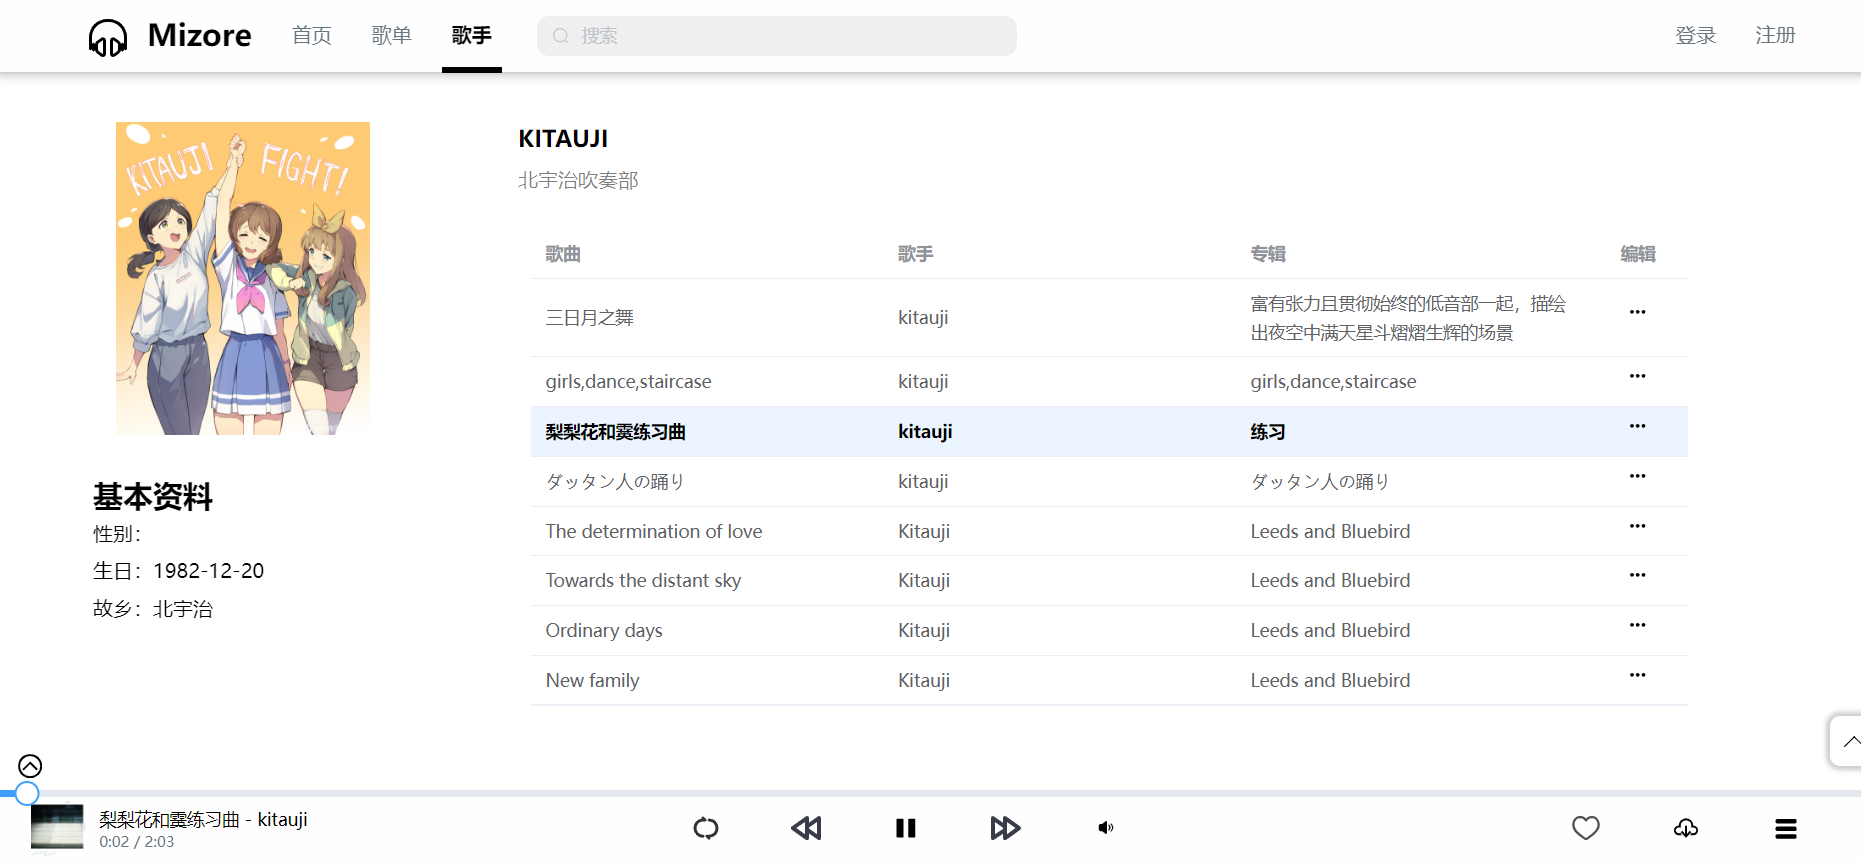 Mizore 首页 歌单 歌手 搜索 登录 注册
KITAUJI FIGHT!
KITAUJI
北宇治吹奏部
歌曲 歌手 专辑 编辑
三日月之舞 kitauji 富有张力且贯彻始终的低音部一起，描绘
出夜空中满天星斗熠熠生辉的场景
girls,dance,staircase kitauji girls,dance,staircase
梨梨花和霙练习曲 kitauji 练习
ダッタン人の踊り kitauji ダッタン人の踊り
The determination of love Kitauji Leeds and Bluebird
Towards the distant sky Kitauji Leeds and Bluebird
Ordinary days Kitauji Leeds and Bluebird
New family Kitauji Leeds and Bluebird
基本资料
性别：
生日：1982-12-20
故乡：北宇治
梨梨花和霙练习曲 - kitauji
0:02 / 2:03